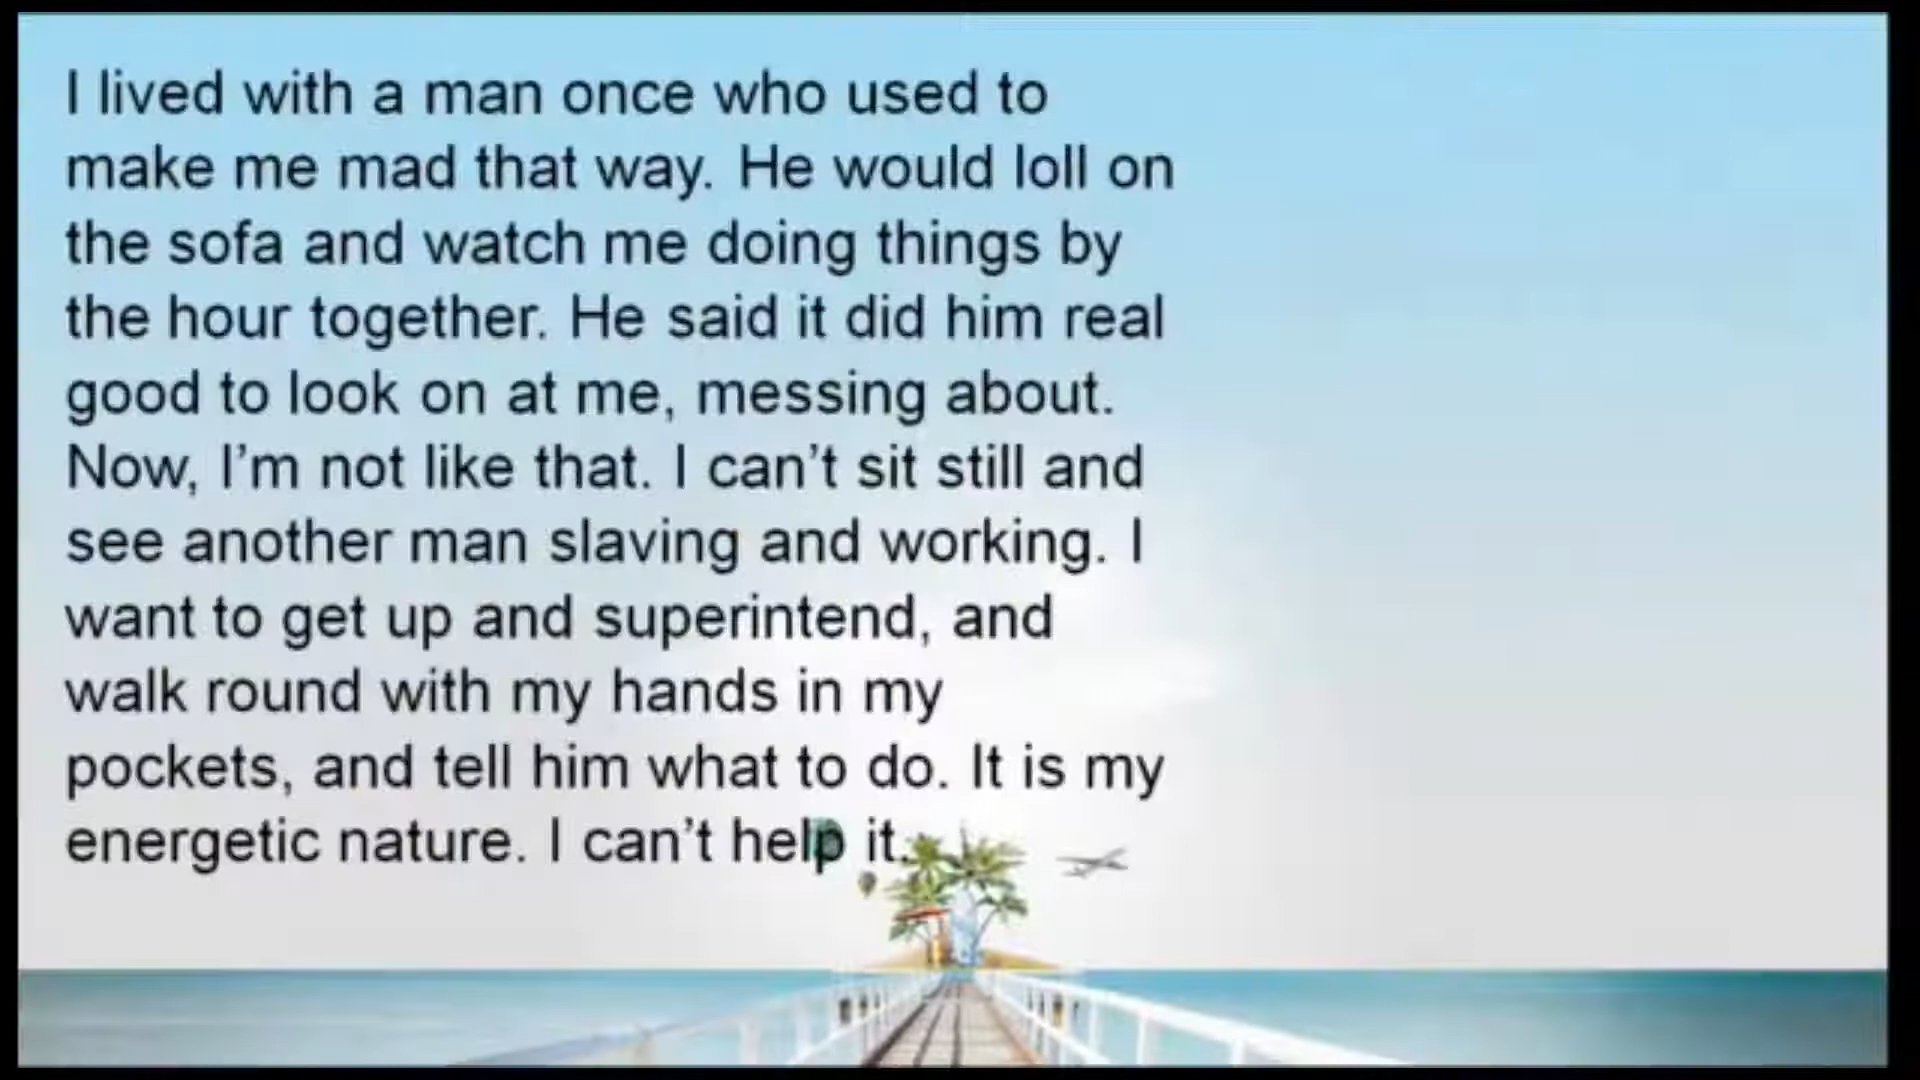 I lived with a man once who used to
make me mad that way. He would loll on
the sofa and watch me doing things by
the hour together. He said it did him real
good to look on at me, messing about.
Now, I’m not like that. I can’t sit still and
see another man slaving and working. I
want to get up and superintend, and
walk round with my hands in my
pockets, and tell him what to do. It is my
energetic nature. I can’t help it.